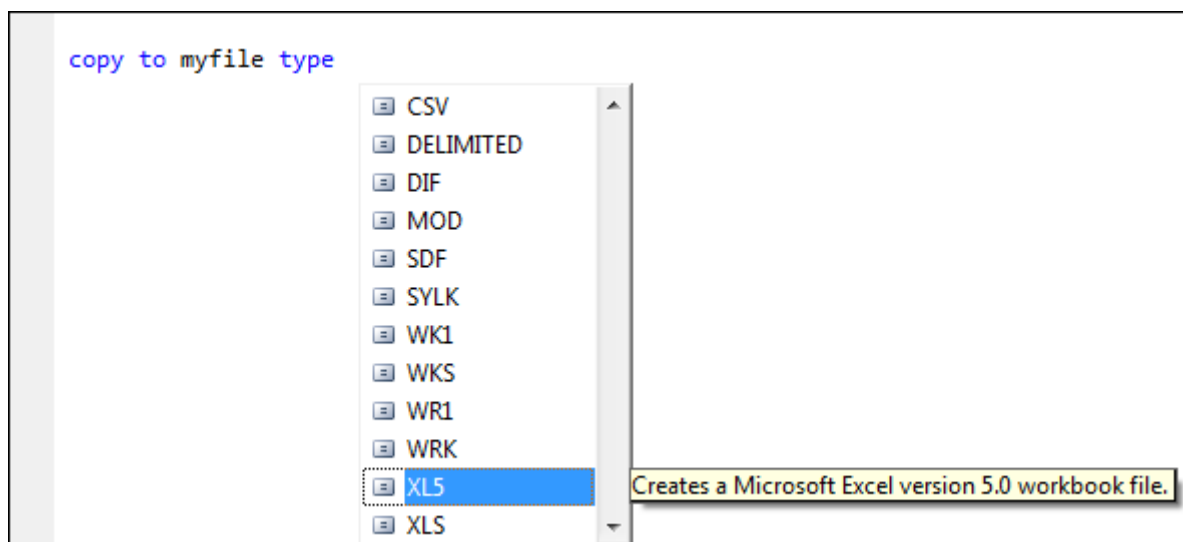 copy to myfile type
CSV
DELIMITED
DIF
MOD
SDF
SYLK
WK1
WKS
WR1
WRK
XL5 Creates a Microsoft Excel version 5.0 workbook file.
XLS